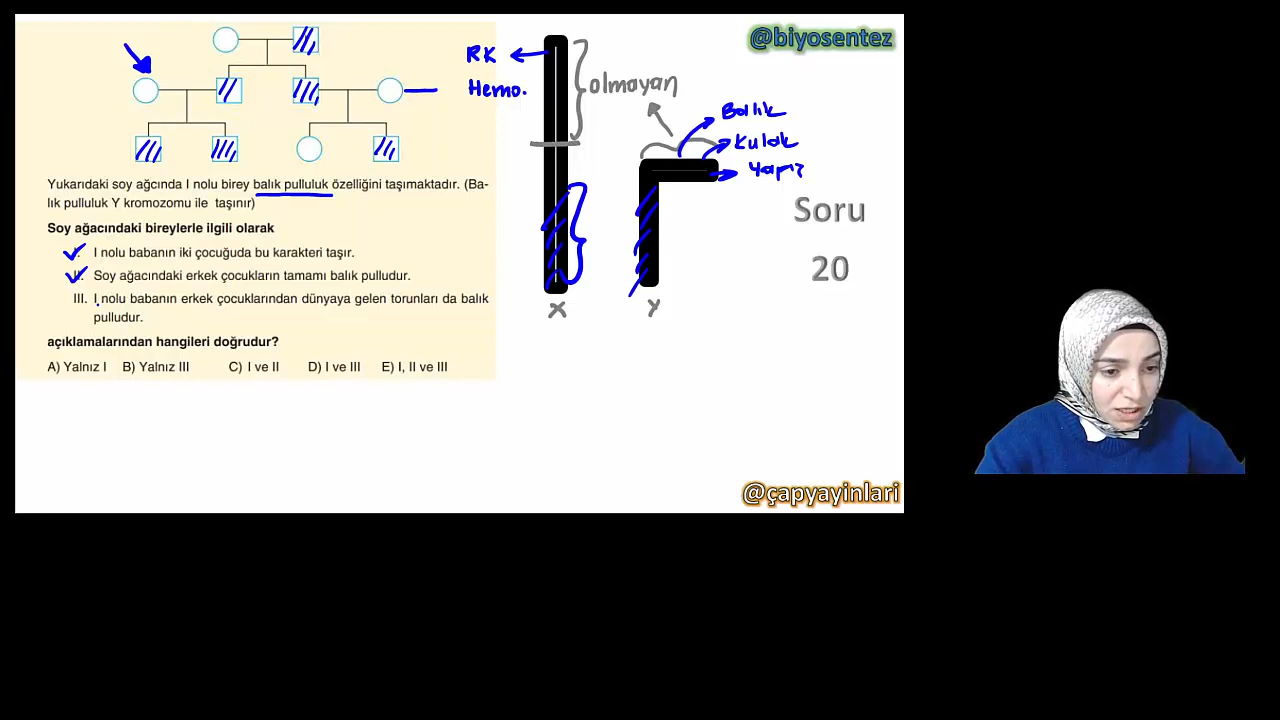 @biyosentez
RK
Hemo.
olmayan
Balık
Kulak
Yapış
Yukarıdaki soy ağcında I nolu birey balık pulluluk özelliğini taşımaktadır. (Ba-
lık pulluluk Y kromozomu ile taşınır)
Soy ağacındaki bireylerle ilgili olarak
I. I nolu babanın iki çocuğuda bu karakteri taşır.
II. Soy ağacındaki erkek çocukların tamamı balık pulludur.
III. I nolu babanın erkek çocuklarından dünyaya gelen torunları da balık
pulludur.
açıklamalarından hangileri doğrudur?
A) Yalnız I B) Yalnız III C) I ve II D) I ve III E) I, II ve III
X
Y
Soru
20
@çapyayinlari